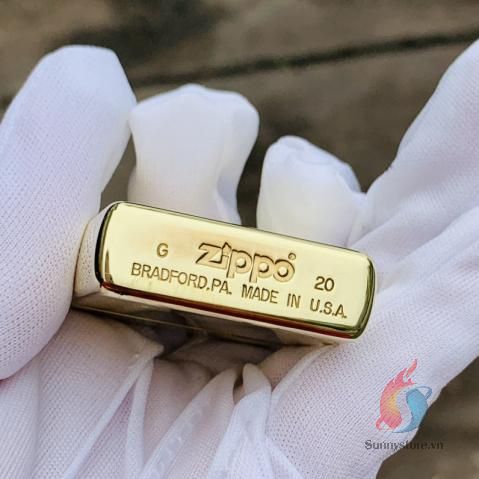 G zippo® 20
BRADFORD,PA. MADE IN U.S.A.
Sunnystore.vn